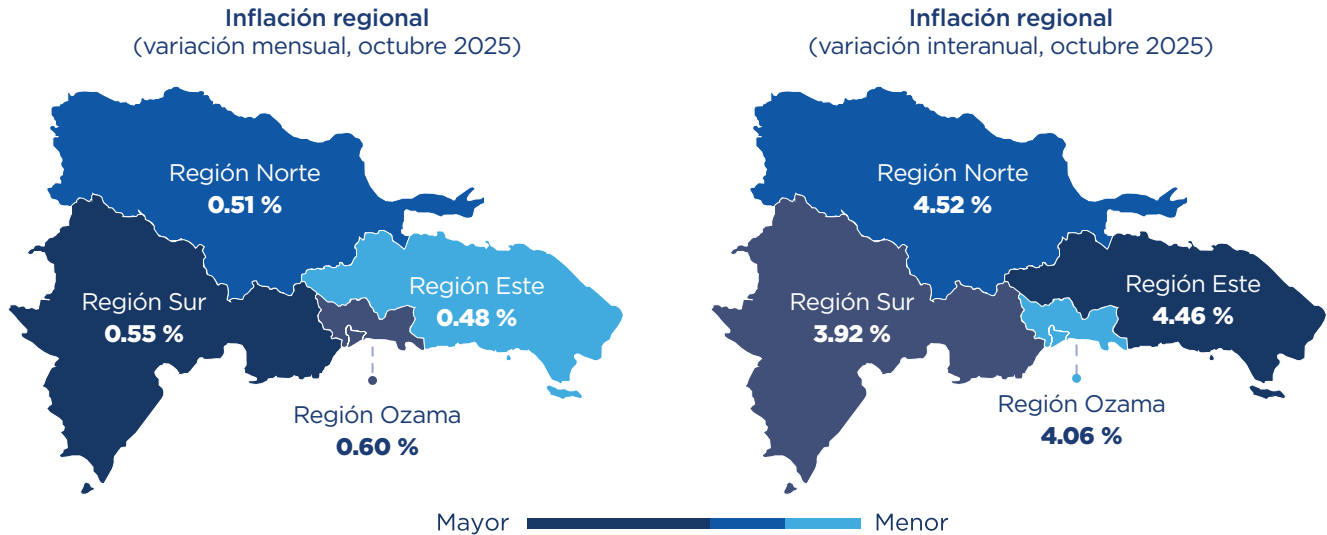 Inflación regional
(variación mensual, octubre 2025)
Región Norte
0.51 %
Región Este
0.48 %
Región Sur
0.55 %
Región Ozama
0.60 %
Inflación regional
(variación interanual, octubre 2025)
Región Norte
4.52 %
Región Este
4.46 %
Región Sur
3.92 %
Región Ozama
4.06 %
Mayor
Menor